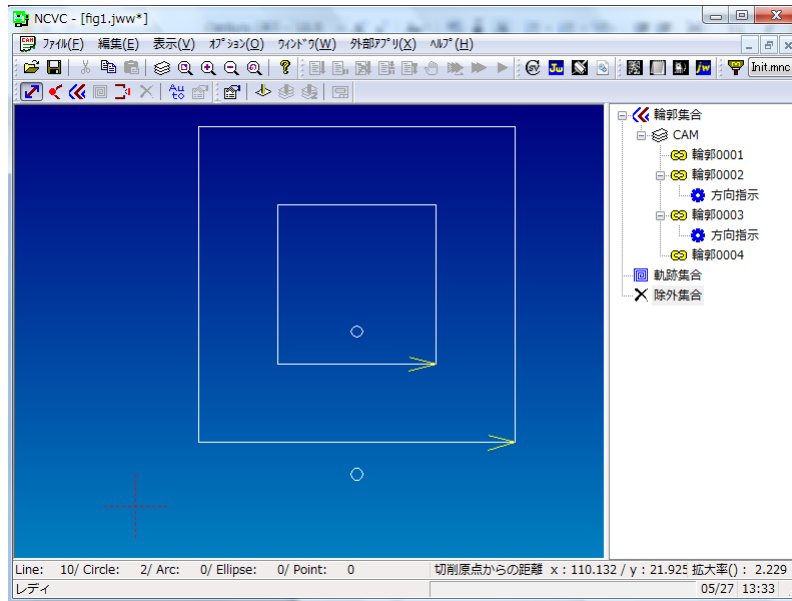 NCVC - [fig1.jww*]
ﾌｧｲﾙ(F) 編集(E) 表示(V) ｵﾌﾟｼｮﾝ(O) ｳｨﾝﾄﾞｳ(W) 外部ｱﾌﾟﾘ(X) ﾍﾙﾌﾟ(H)
SV Jw jw Init.mnc
Au to
輪郭集合
CAM
輪郭0001
輪郭0002
方向指示
輪郭0003
方向指示
輪郭0004
軌跡集合
除外集合
Line: 10/ Circle: 2/ Arc: 0/ Ellipse: 0/ Point: 0 切削原点からの距離 x : 110.132 / y : 21.925 拡大率() : 2.229
レディ 05/27 13:33